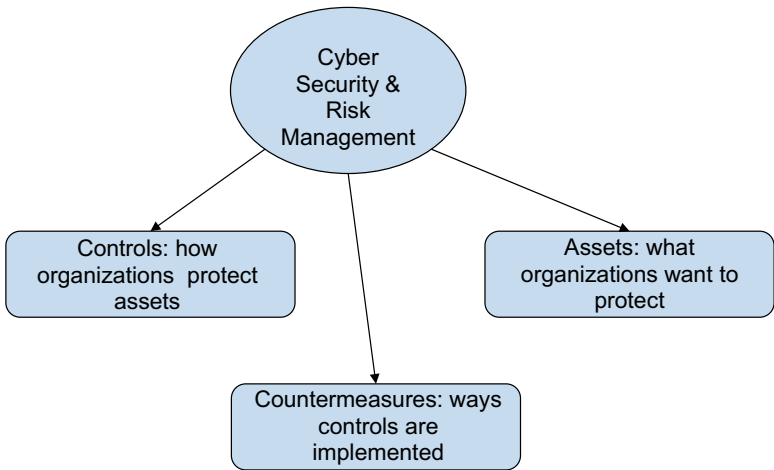 Cyber
Security &
Risk
Management
Controls: how
organizations protect
assets
Assets: what
organizations want to
protect
Countermeasures: ways
controls are
implemented